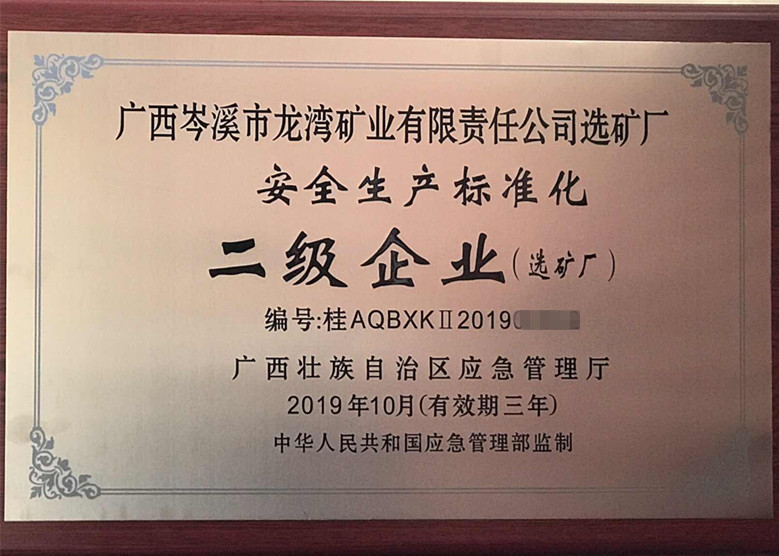 广西岑溪市龙湾矿业有限责任公司选矿厂
安全生产标准化
二级企业(选矿厂)
编号:桂AQBXKⅡ2019
广西壮族自治区应急管理厅
2019年10月(有效期三年)
中华人民共和国应急管理部监制